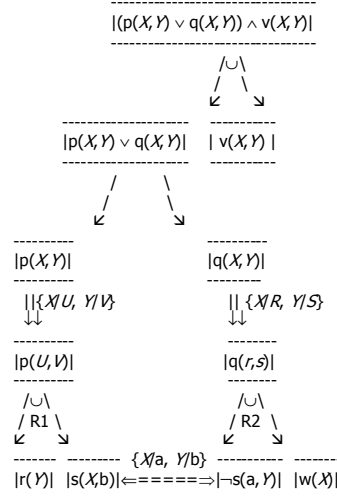 |(p(X,Y) ∨ q(X,Y)) ∧ v(X,Y)|
/∪\
|p(X,Y) ∨ q(X,Y)| | v(X,Y) |
|p(X,Y)| |q(X,Y)|
||{X/U, Y/V} || {X/R, Y/S}
|p(U,V)| |q(r,s)|
/∪\ /∪\
/ R1 \ / R2 \
{X/a, Y/b}
|r(Y)| |s(X,b)|⇐=====⇒|¬s(a,Y)| |w(X)|